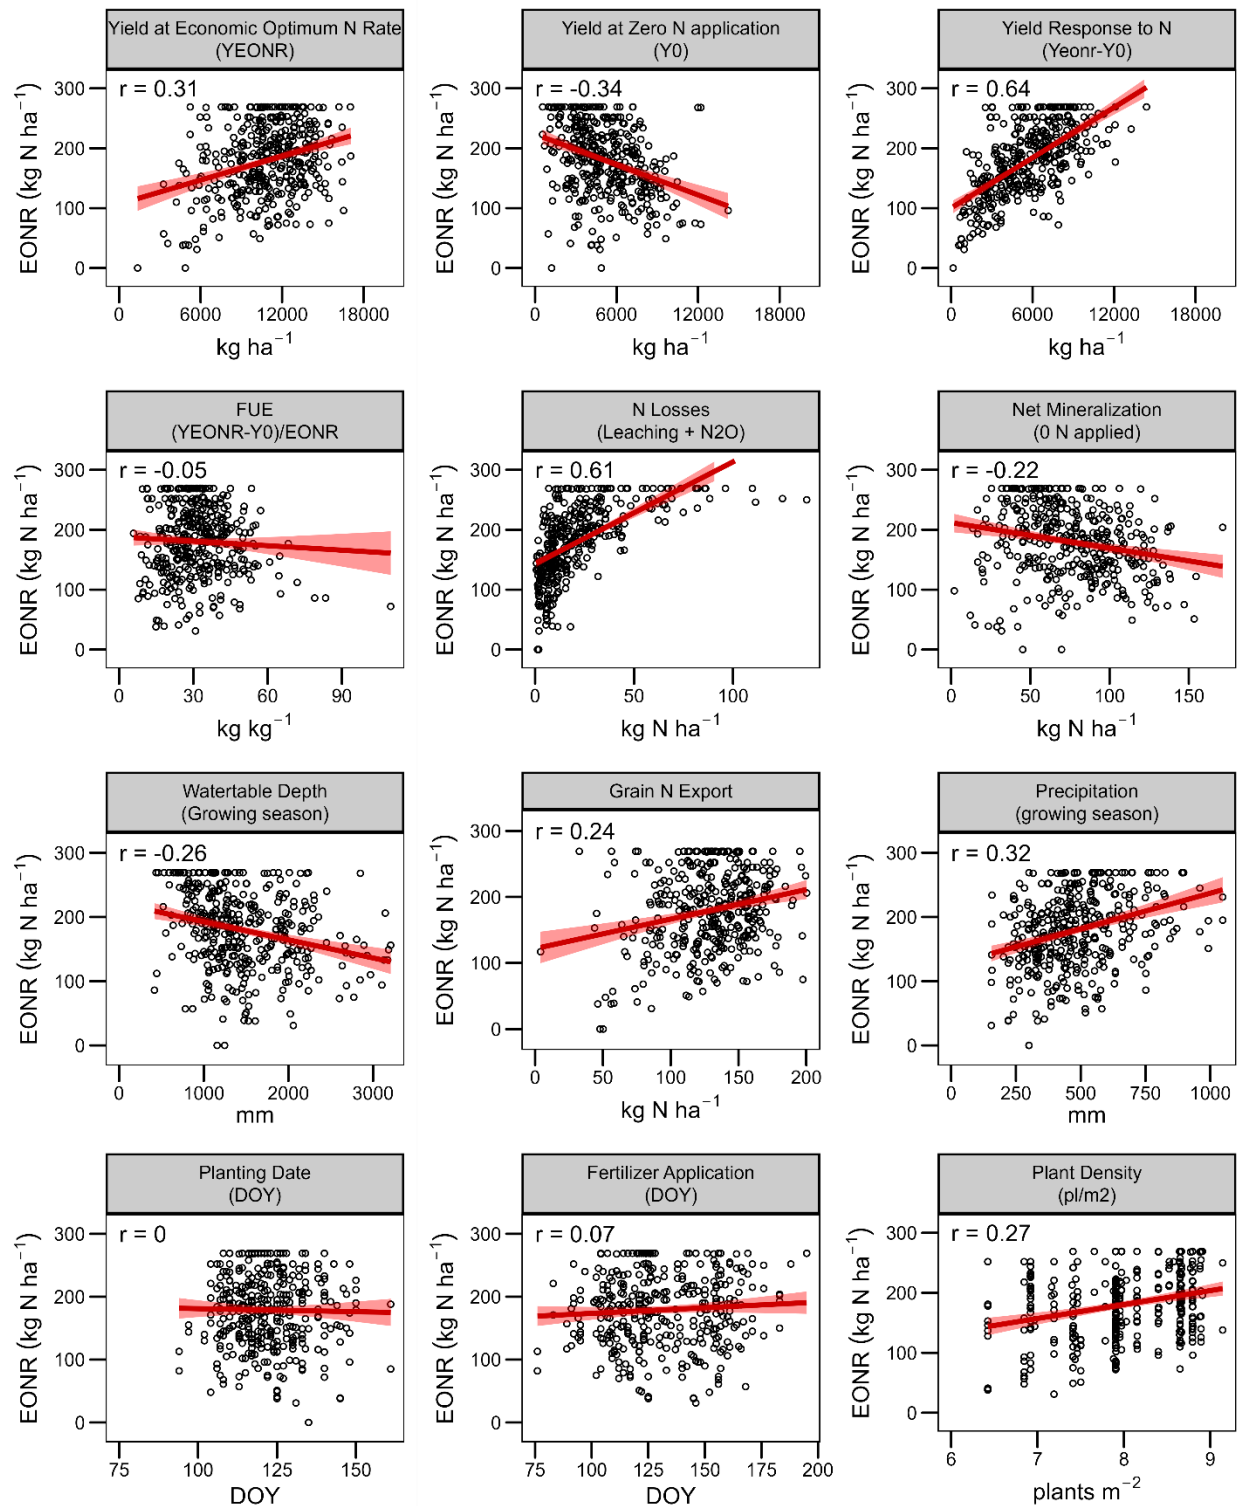 Yield at Economic Optimum N Rate
(YEONR)
r = 0.31
EONR (kg N ha⁻¹)
300
200
100
0
0 6000 12000 18000
kg ha⁻¹
Yield at Zero N application
(Y0)
r = -0.34
EONR (kg N ha⁻¹)
300
200
100
0
0 6000 12000 18000
kg ha⁻¹
Yield Response to N
(Yeonr-Y0)
r = 0.64
EONR (kg N ha⁻¹)
300
200
100
0
0 6000 12000 18000
kg ha⁻¹
FUE
(YEONR-Y0)/EONR
r = -0.05
EONR (kg N ha⁻¹)
300
200
100
0
0 30 60 90
kg kg⁻¹
N Losses
(Leaching + N2O)
r = 0.61
EONR (kg N ha⁻¹)
300
200
100
0
0 50 100
kg N ha⁻¹
Net Mineralization
(0 N applied)
r = -0.22
EONR (kg N ha⁻¹)
300
200
100
0
0 50 100 150
kg N ha⁻¹
Watertable Depth
(Growing season)
r = -0.26
EONR (kg N ha⁻¹)
300
200
100
0
0 1000 2000 3000
mm
Grain N Export
r = 0.24
EONR (kg N ha⁻¹)
300
200
100
0
0 50 100 150 200
kg N ha⁻¹
Precipitation
(growing season)
r = 0.32
EONR (kg N ha⁻¹)
300
200
100
0
250 500 750 1000
mm
Planting Date
(DOY)
r = 0
EONR (kg N ha⁻¹)
300
200
100
0
75 100 125 150
DOY
Fertilizer Application
(DOY)
r = 0.07
EONR (kg N ha⁻¹)
300
200
100
0
75 100 125 150 175 200
DOY
Plant Density
(pl/m2)
r = 0.27
EONR (kg N ha⁻¹)
300
200
100
0
6 7 8 9
plants m⁻²